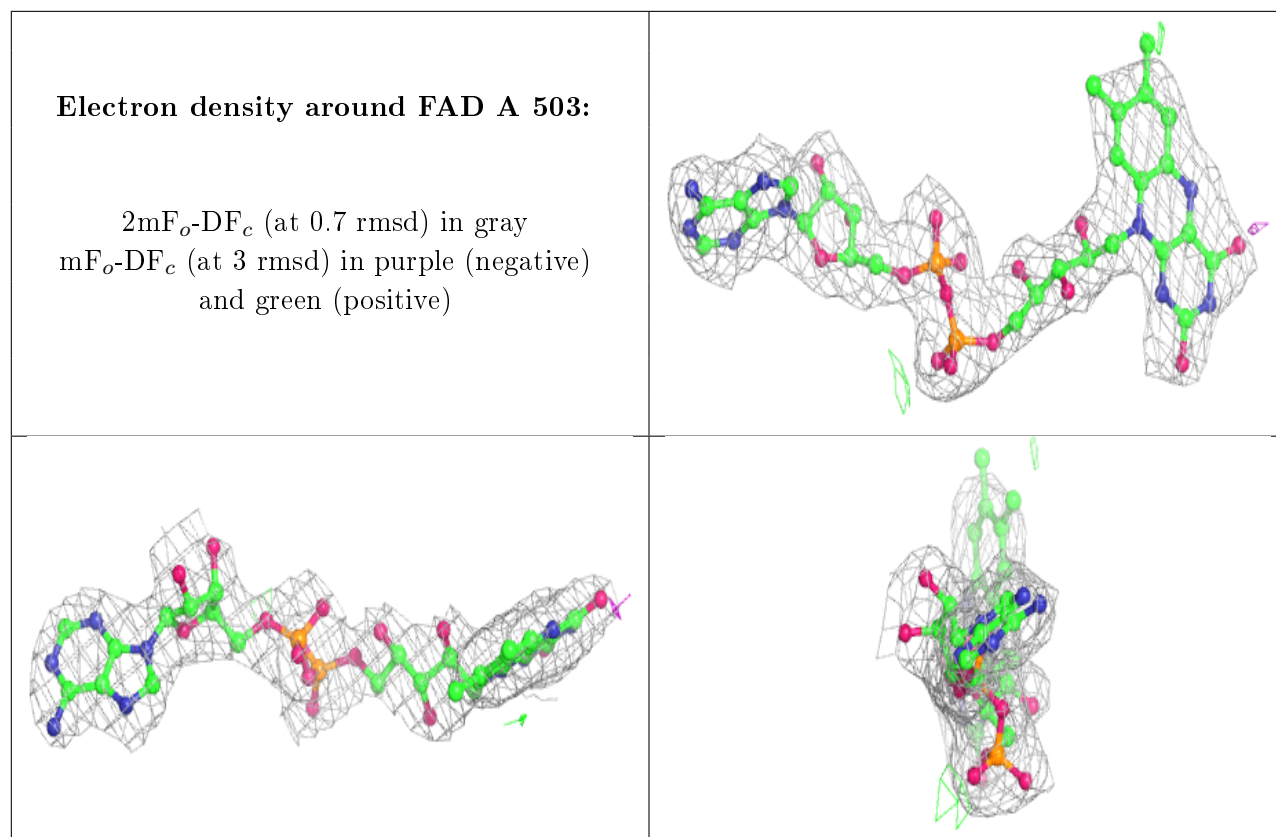 Electron density around FAD A 503:
2mFₒ-DF𝒸 (at 0.7 rmsd) in gray
mFₒ-DF𝒸 (at 3 rmsd) in purple (negative)
and green (positive)